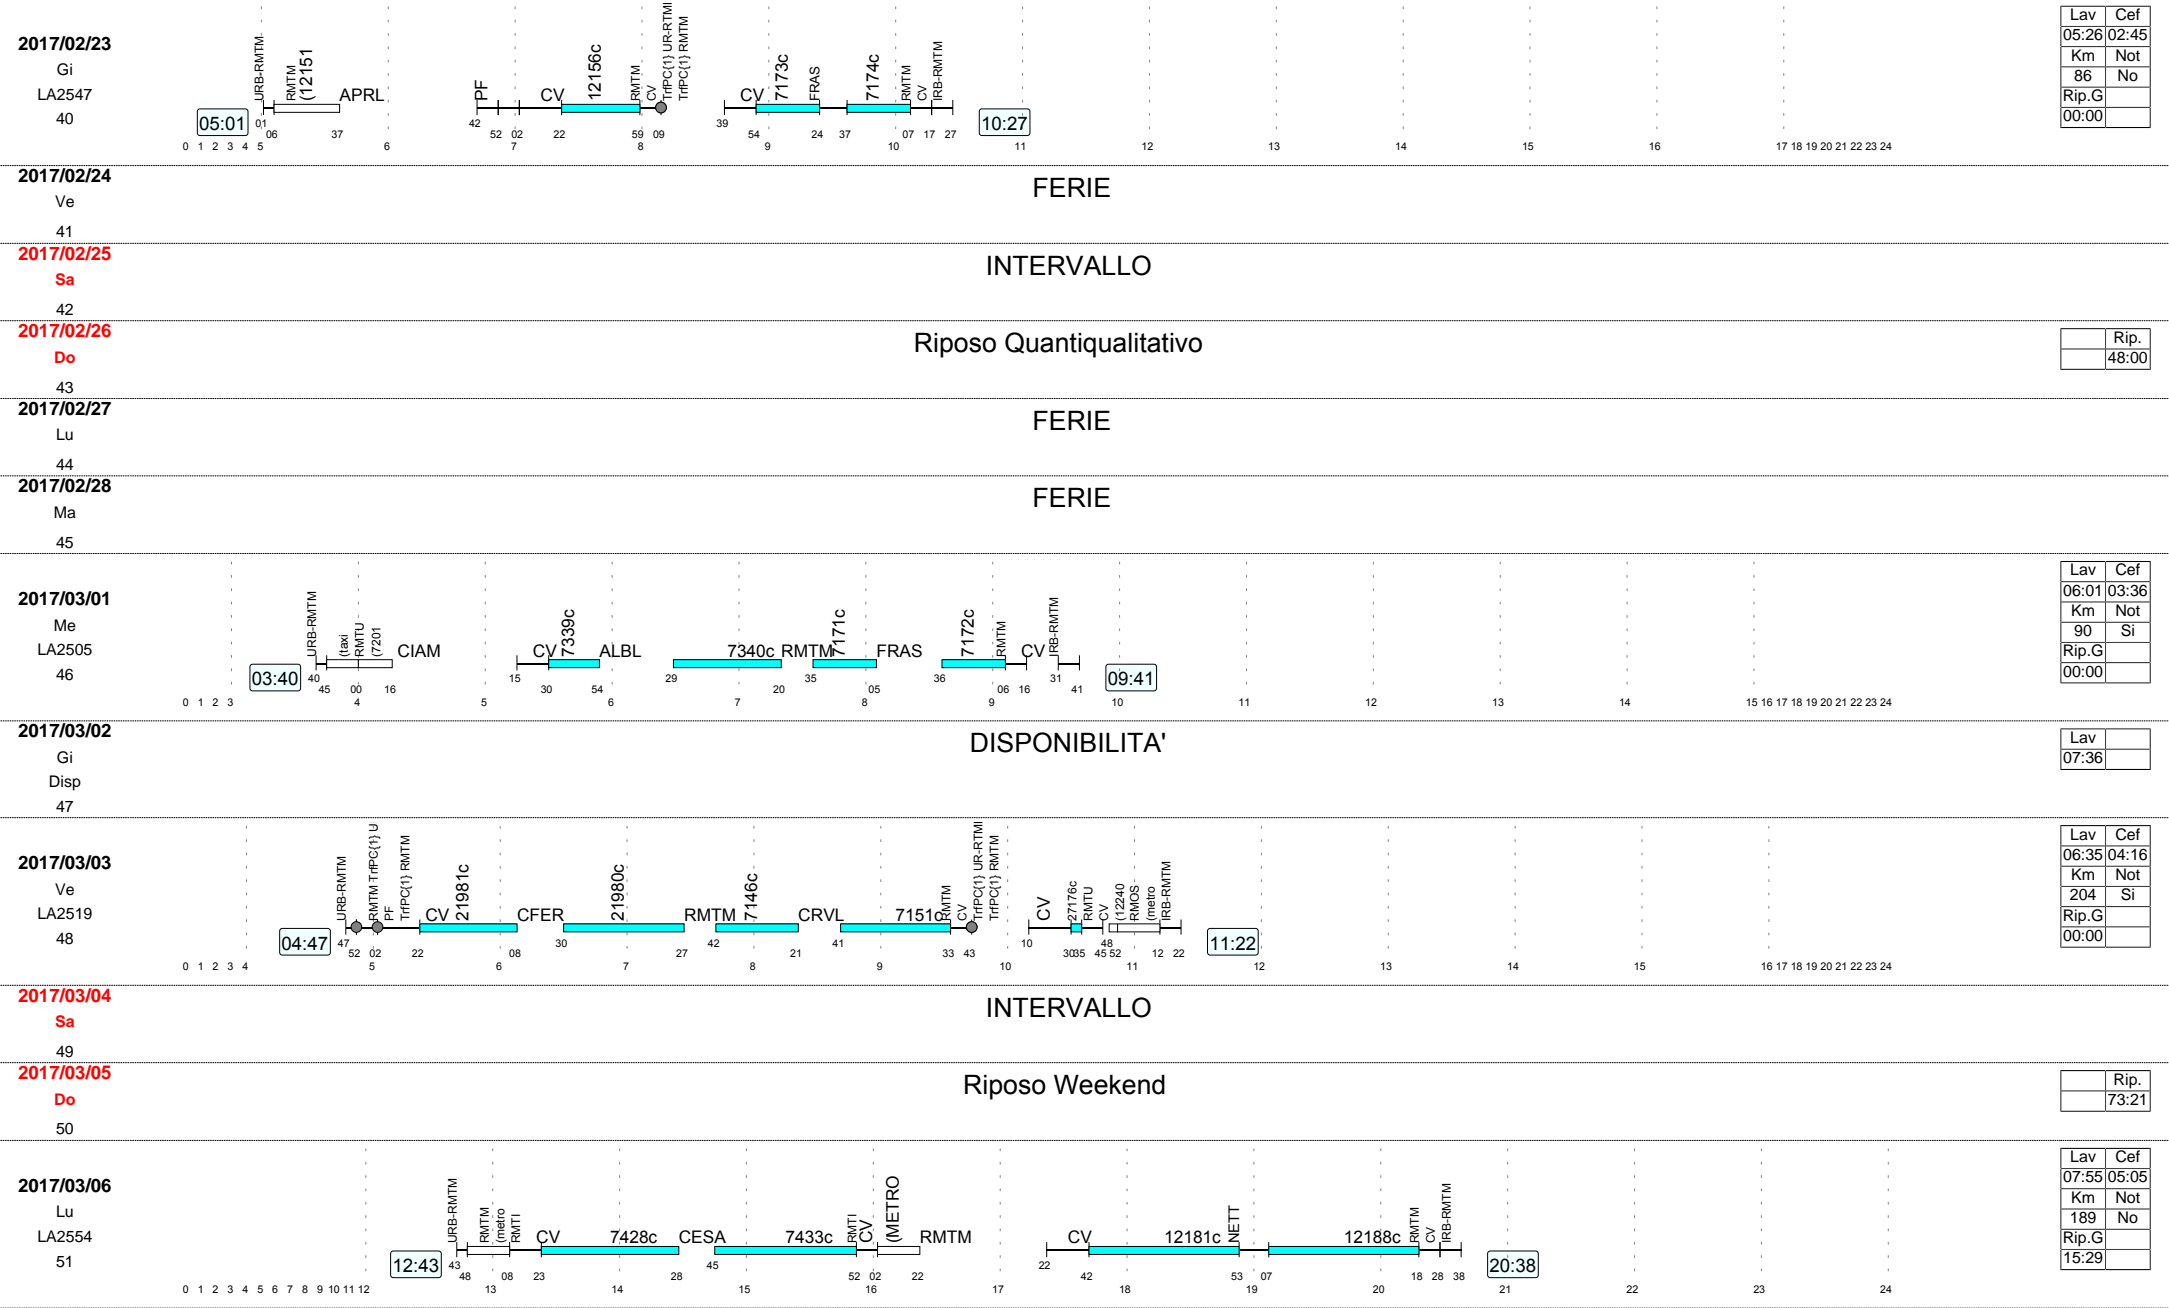 2017/02/23
Gi
LA2547
40
05:01
URB-RMTM
RMTM
(12151
APRL
PF
CV
12156c
RMTM
CV
TrfPC{1} UR-RTMI
TrfPC{1} RMTM
CV
7173c
FRAS
7174c
RMTM
CV
IRB-RMTM
10:27
01 06 37 42 52 02 22 59 09 39 54 24 37 07 17 27
0 1 2 3 4 5 6 7 8 9 10 11 12 13 14 15 16 17 18 19 20 21 22 23 24
Lav Cef
05:26 02:45
Km Not
86 No
Rip.G
00:00
2017/02/24
Ve
41
FERIE
2017/02/25
Sa
42
INTERVALLO
2017/02/26
Do
43
Riposo Quantiqualitativo
Rip.
48:00
2017/02/27
Lu
44
FERIE
2017/02/28
Ma
45
FERIE
2017/03/01
Me
LA2505
46
03:40
URB-RMTM
(taxi
RMTU
(7201
CIAM
CV
7339c
ALBL
7340c
RMTM
7171c
FRAS
7172c
RMTM
CV
IRB-RMTM
09:41
40 45 00 16 15 30 54 29 20 35 05 36 06 16 31 41
0 1 2 3 4 5 6 7 8 9 10 11 12 13 14 15 16 17 18 19 20 21 22 23 24
Lav Cef
06:01 03:36
Km Not
90 Si
Rip.G
00:00
2017/03/02
Gi
Disp
47
DISPONIBILITA'
Lav
07:36
2017/03/03
Ve
LA2519
48
04:47
URB-RMTM
RMTM TrfPC{1} U
PF
TrfPC{1} RMTM
CV
21981c
CFER
21980c
RMTM
7146c
CRVL
7151c
RMTM
CV
TrfPC{1} UR-RTMI
TrfPC{1} RMTM
CV
27176c
RMTU
CV
(12240
RMOS
(metro
IRB-RMTM
11:22
47 52 02 22 08 30 27 42 21 41 33 43 10 30 35 45 48 52 12 22
0 1 2 3 4 5 6 7 8 9 10 11 12 13 14 15 16 17 18 19 20 21 22 23 24
Lav Cef
06:35 04:16
Km Not
204 Si
Rip.G
00:00
2017/03/04
Sa
49
INTERVALLO
2017/03/05
Do
50
Riposo Weekend
Rip.
73:21
2017/03/06
Lu
LA2554
51
12:43
URB-RMTM
RMTM
(metro
RMTI
CV
7428c
CESA
7433c
RMTI
CV
(METRO
RMTM
CV
12181c
NETT
12188c
RMTM
CV
IRB-RMTM
20:38
43 48 08 23 28 45 52 02 22 22 42 53 07 18 28 38
0 1 2 3 4 5 6 7 8 9 10 11 12 13 14 15 16 17 18 19 20 21 22 23 24
Lav Cef
07:55 05:05
Km Not
189 No
Rip.G
15:29